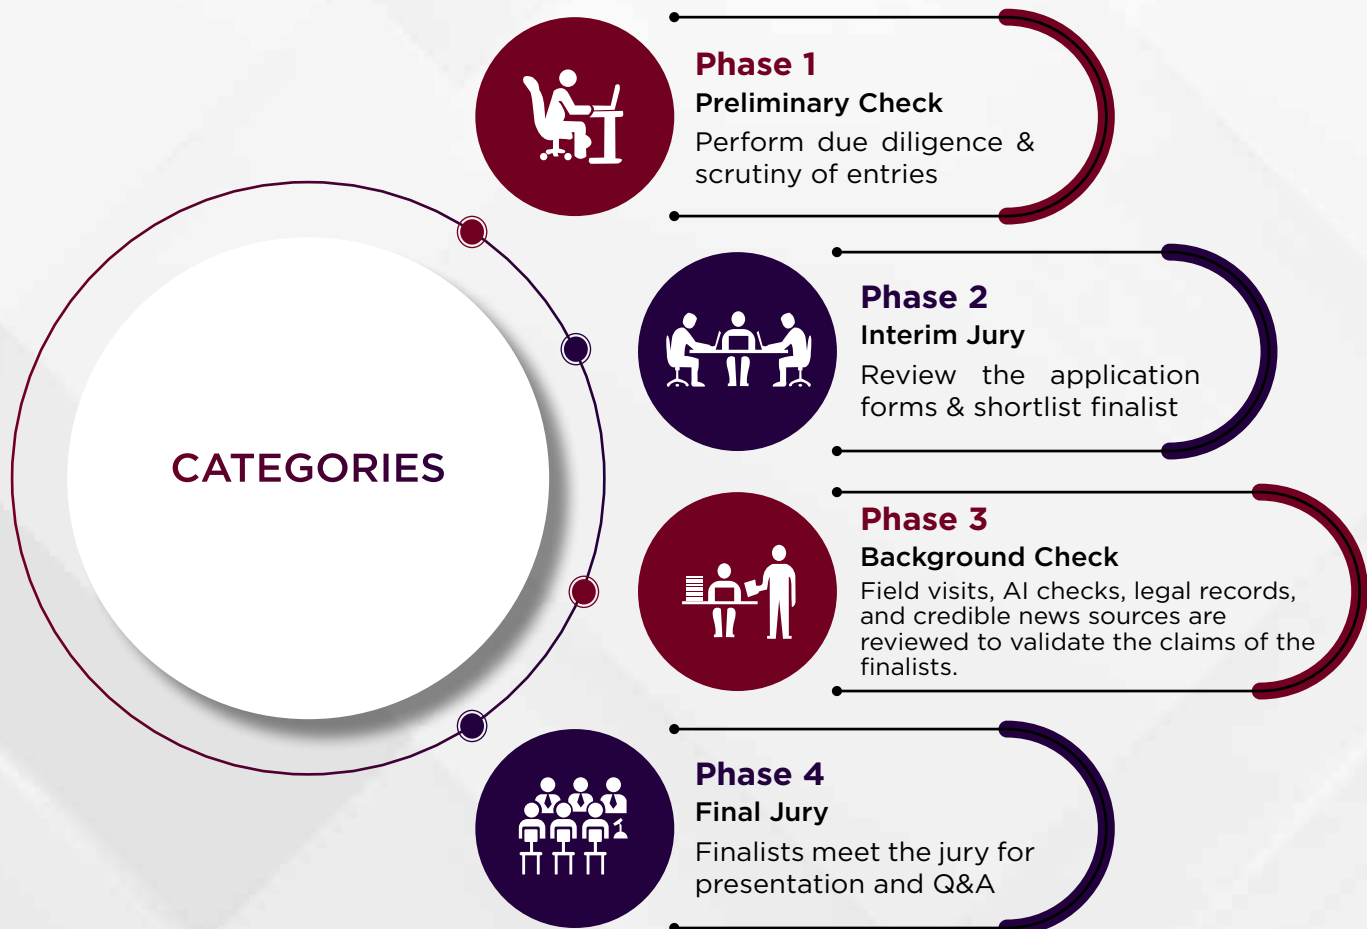 CATEGORIES
Phase 1
Preliminary Check
Perform due diligence &
scrutiny of entries
Phase 2
Interim Jury
Review the application
forms & shortlist finalist
Phase 3
Background Check
Field visits, AI checks, legal records,
and credible news sources are
reviewed to validate the claims of the
finalists.
Phase 4
Final Jury
Finalists meet the jury for
presentation and Q&A